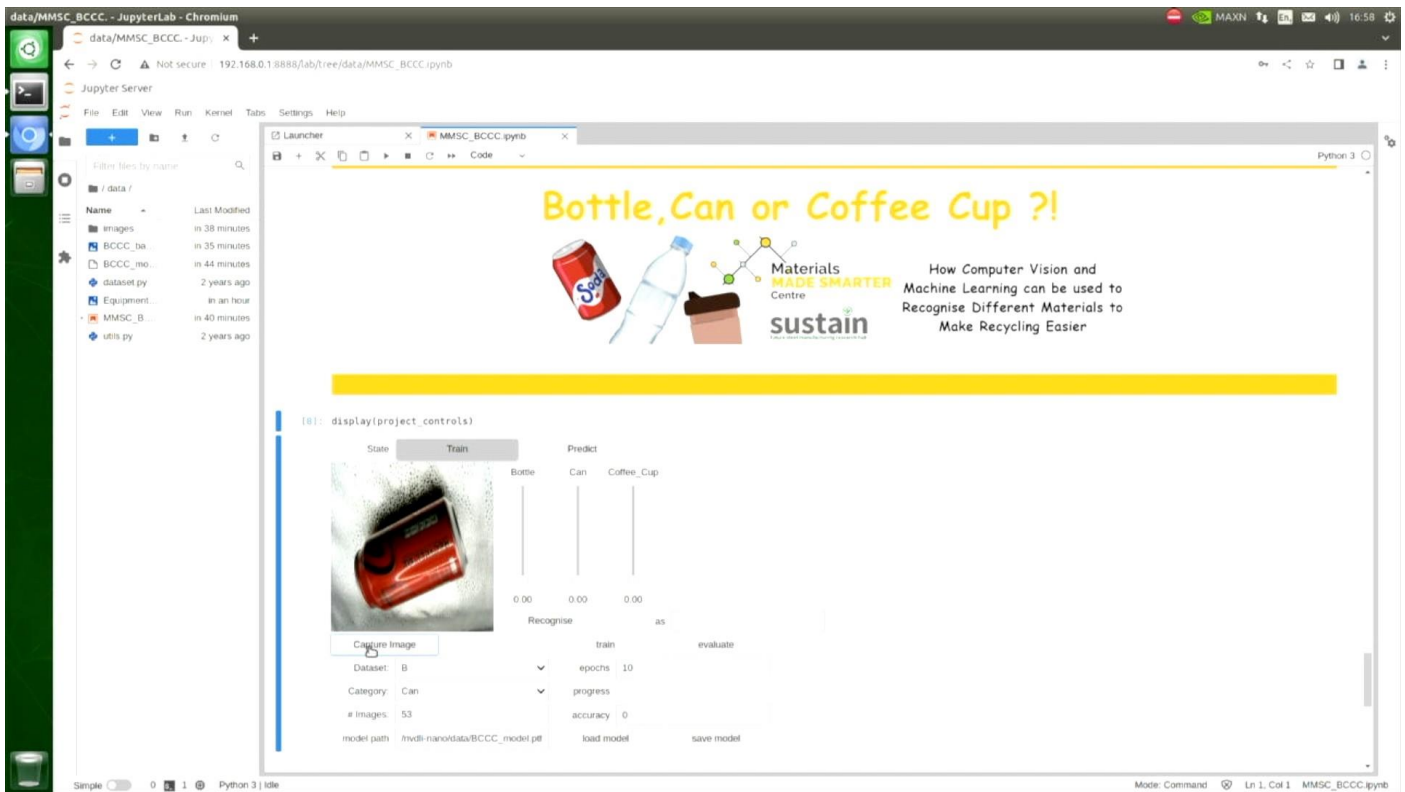 data/MMSC_BCCC. - JupyterLab - Chromium
MAXN
En
16:58
data/MMSC_BCCC. - Jupy
Not secure
192.168.0.1:8888/lab/tree/data/MMSC_BCCC.ipynb
Jupyter Server
File Edit View Run Kernel Tabs Settings Help
Launcher
MMSC_BCCC.ipynb
Code
Python 3
Filter files by name
/ data /
Name
Last Modified
images
in 38 minutes
BCCC_ba...
in 35 minutes
BCCC_mo...
in 44 minutes
dataset.py
2 years ago
Equipment...
in an hour
MMSC_B...
in 40 minutes
utils.py
2 years ago
Bottle,Can or Coffee Cup ?!
Soda
Materials
MADE SMARTER
Centre
sustain
How Computer Vision and
Machine Learning can be used to
Recognise Different Materials to
Make Recycling Easier
[8]: display(project_controls)
State
Train
Predict
Bottle
Can
Coffee_Cup
0.00
0.00
0.00
Recognise
as
Capture Image
train
evaluate
Dataset: B
epochs 10
Category: Can
progress
# Images: 53
accuracy 0
model path
/nvdli-nano/data/BCCC_model.pt
load model
save model
Simple
0
1
Python 3 | Idle
Mode: Command
Ln 1, Col 1
MMSC_BCCC.ipynb